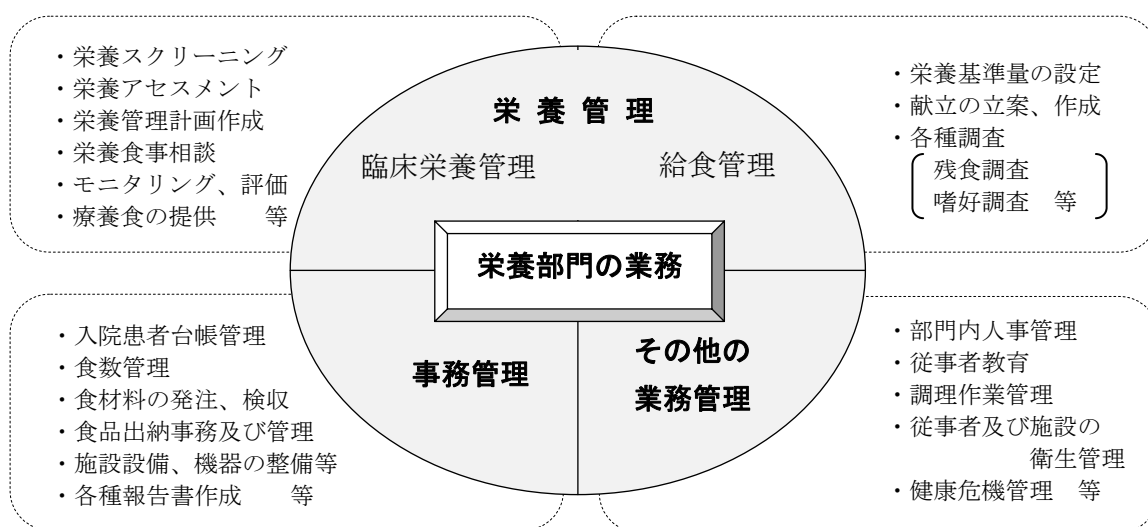 ・栄養スクリーニング
・栄養アセスメント
・栄養管理計画作成
・栄養食事相談
・モニタリング、評価
・療養食の提供　　等
栄 養 管 理
臨床栄養管理
給食管理
・栄養基準量の設定
・献立の立案、作成
・各種調査
残食調査
嗜好調査　等
栄養部門の業務
・入院患者台帳管理
・食数管理
・食材料の発注、検収
・食品出納事務及び管理
・施設設備、機器の整備等
・各種報告書作成　　等
事務管理
その他の
業務管理
・部門内人事管理
・従事者教育
・調理作業管理
・従事者及び施設の
衛生管理
・健康危機管理　等